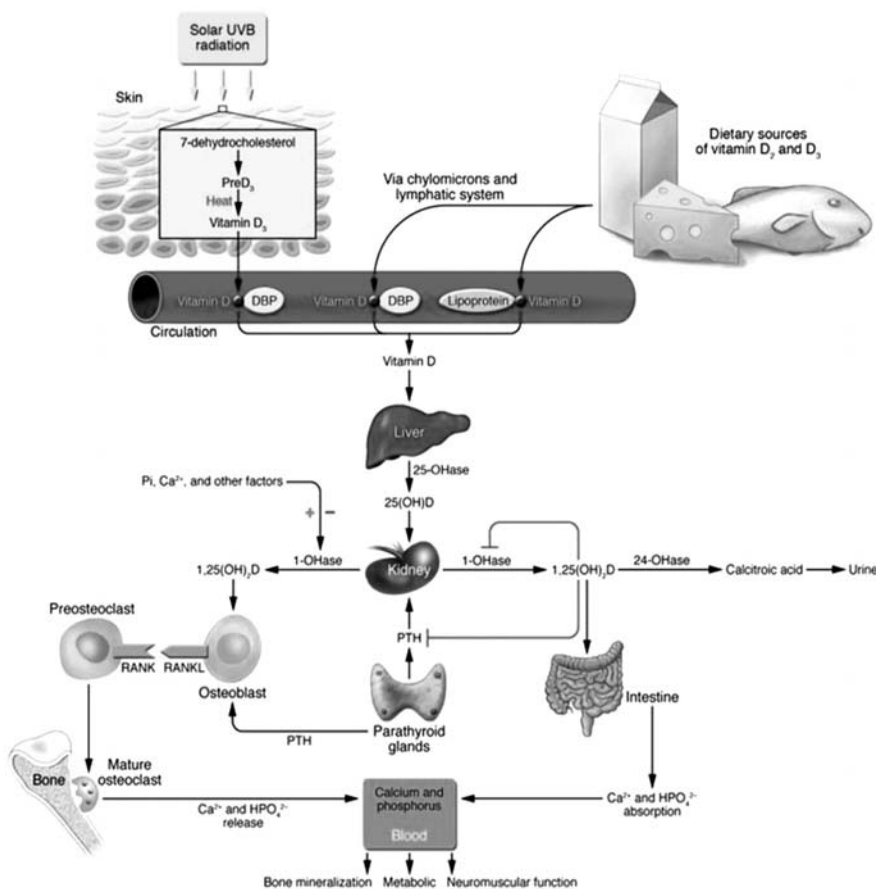 Solar UVB
radiation
Skin
7-dehydrocholesterol
PreD₃
Heat
Vitamin D₃
Dietary sources
of vitamin D₂ and D₃
Via chylomicrons and
lymphatic system
Vitamin D
DBP
Vitamin D
DBP
Lipoprotein
Vitamin D
Circulation
Vitamin D
Liver
25-OHase
25(OH)D
Pi, Ca²⁺, and other factors
+ −
1,25(OH)₂D
1-OHase
Kidney
1-OHase
1,25(OH)₂D
24-OHase
Calcitroic acid
Urine
Preosteoclast
RANK
RANKL
Osteoblast
PTH
Parathyroid
glands
PTH
Intestine
Bone
Mature
osteoclast
Ca²⁺ and HPO₄²⁻
release
Calcium and
phosphorus
Blood
Ca²⁺ and HPO₄²⁻
absorption
Bone mineralization
Metabolic
Neuromuscular function